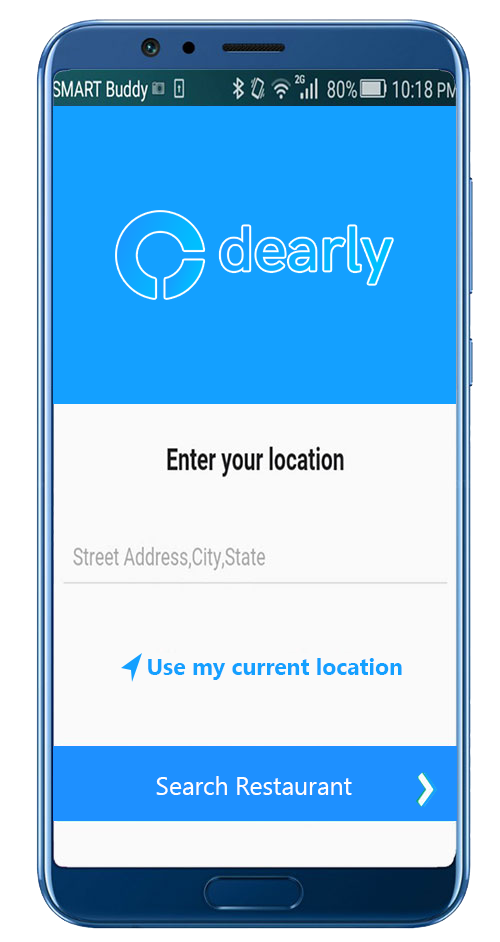 SMART Buddy 2G 80% 10:18 PM
dearly
Enter your location
Street Address,City,State
Use my current location
Search Restaurant